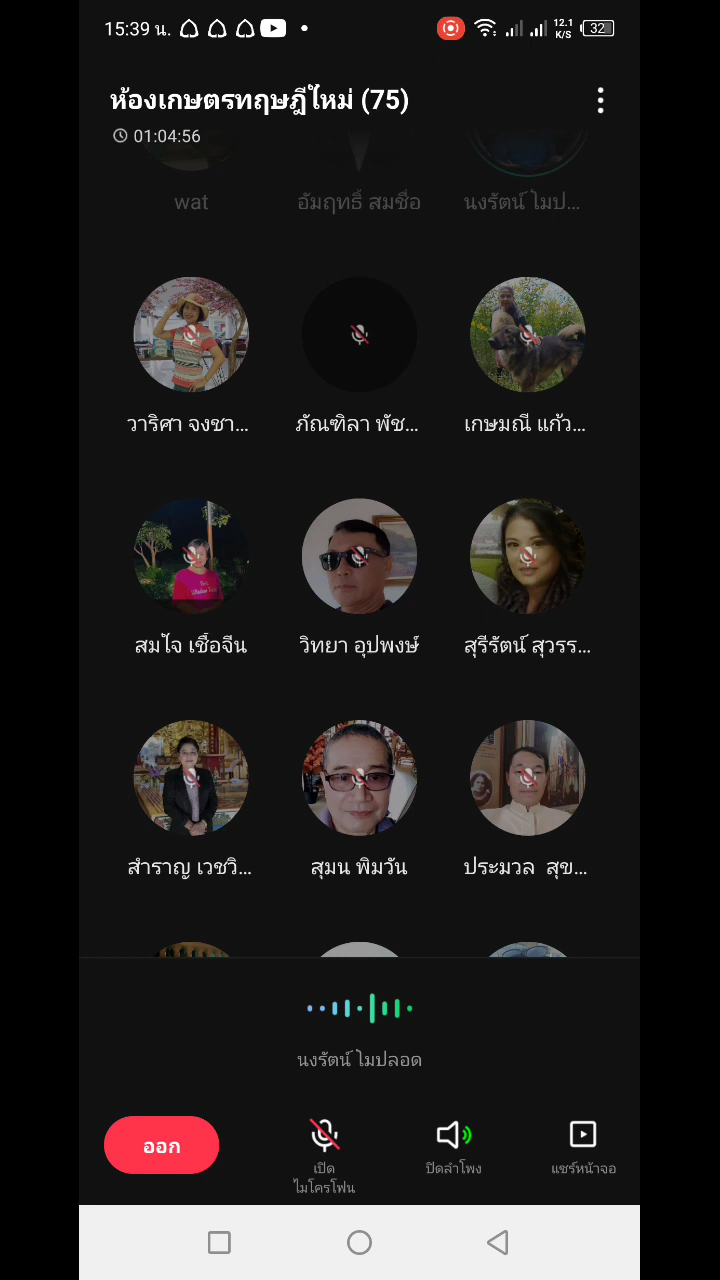 15:39 น.
12.1
K/S
32
ห้องเกษตรทฤษฎีใหม่ (75)
01:04:56
wat
อัมฤทธิ์ สมชื่อ
นงรัตน์ ไมป...
วาริศา จงชา...
ภัณฑิลา พัช...
เกษมณี แก้ว...
สมใจ เชื้อจีน
วิทยา อุปพงษ์
สุรีรัตน์ สุวรร...
สำราญ เวชวิ...
สุมน พิมวัน
ประมวล สุข...
นงรัตน์ ไมปลอด
ออก
เปิด
ไมโครโฟน
ปิดลำโพง
แชร์หน้าจอ